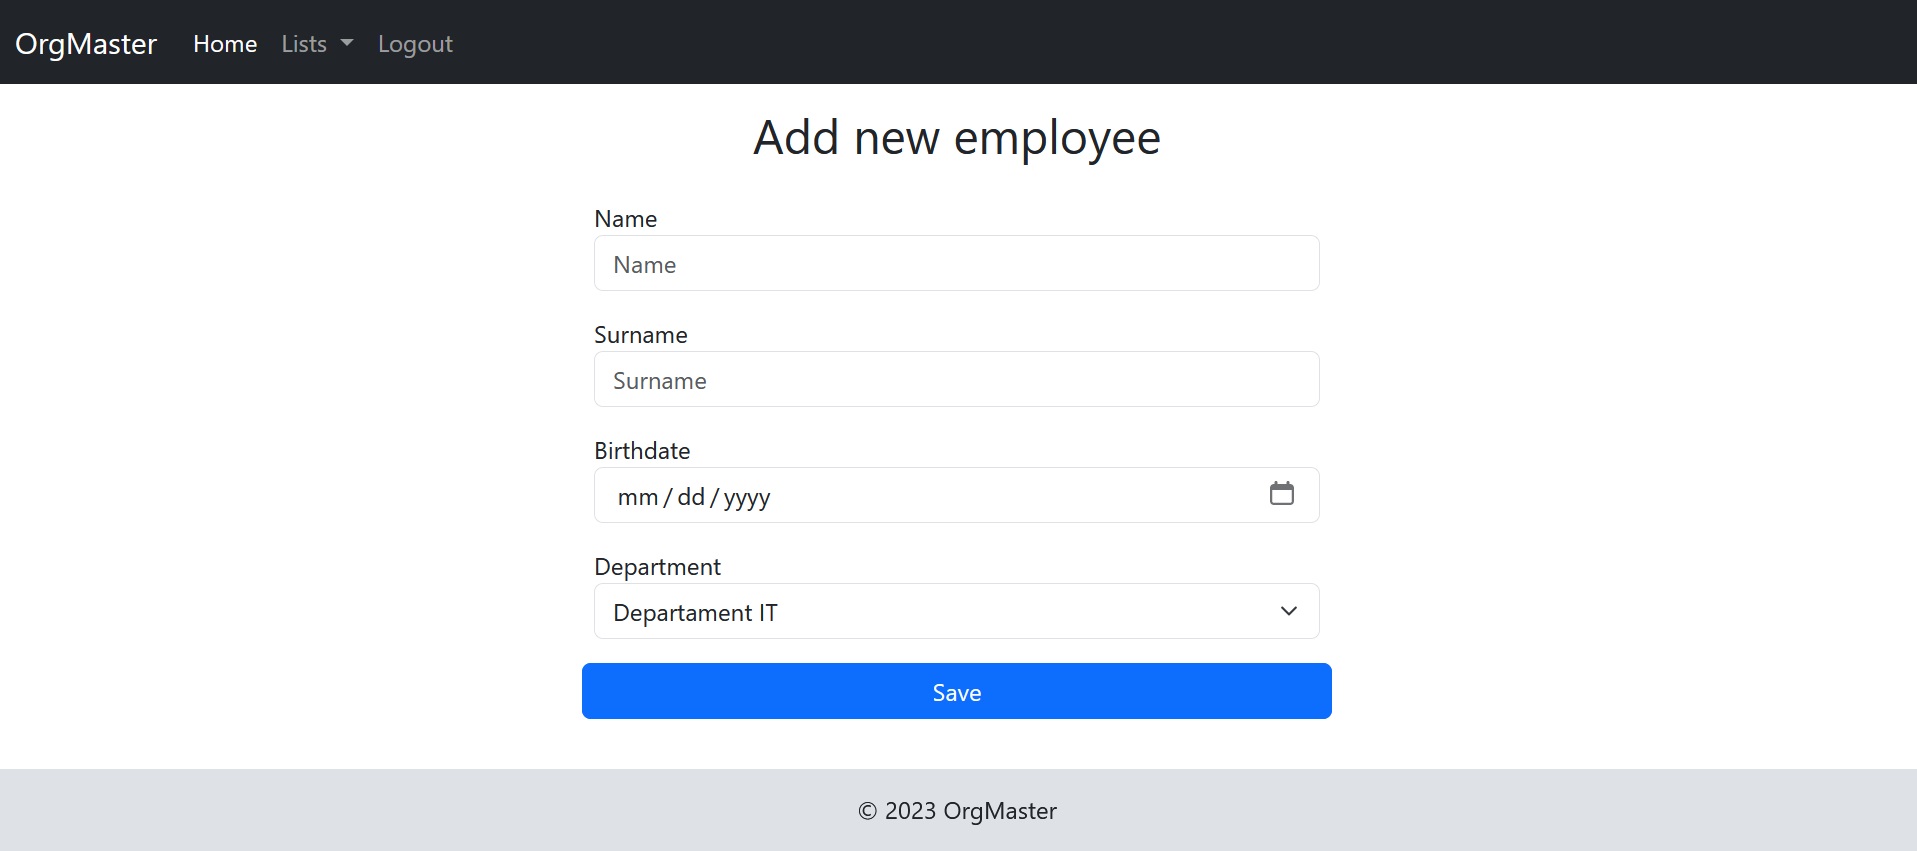 OrgMaster Home Lists Logout
Add new employee
Name
Name
Surname
Surname
Birthdate
mm/dd/yyyy
Department
Departament IT
Save
© 2023 OrgMaster